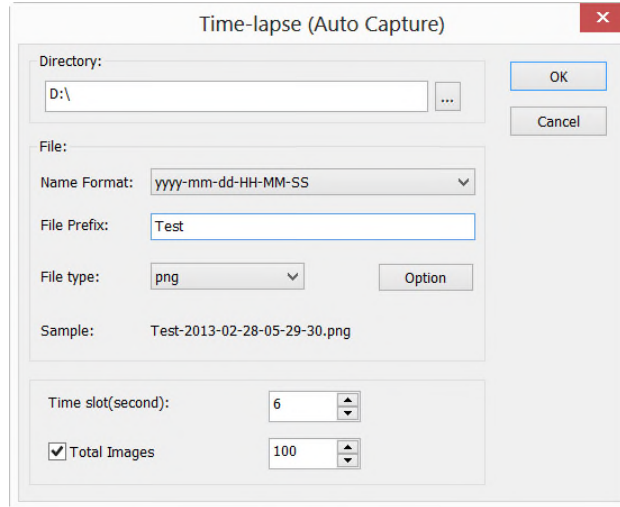 Time-lapse (Auto Capture)
Directory:
D:\
...
OK
Cancel
File:
Name Format: yyyy-mm-dd-HH-MM-SS
File Prefix: Test
File type: png Option
Sample: Test-2013-02-28-05-29-30.png
Time slot(second): 6
Total Images 100